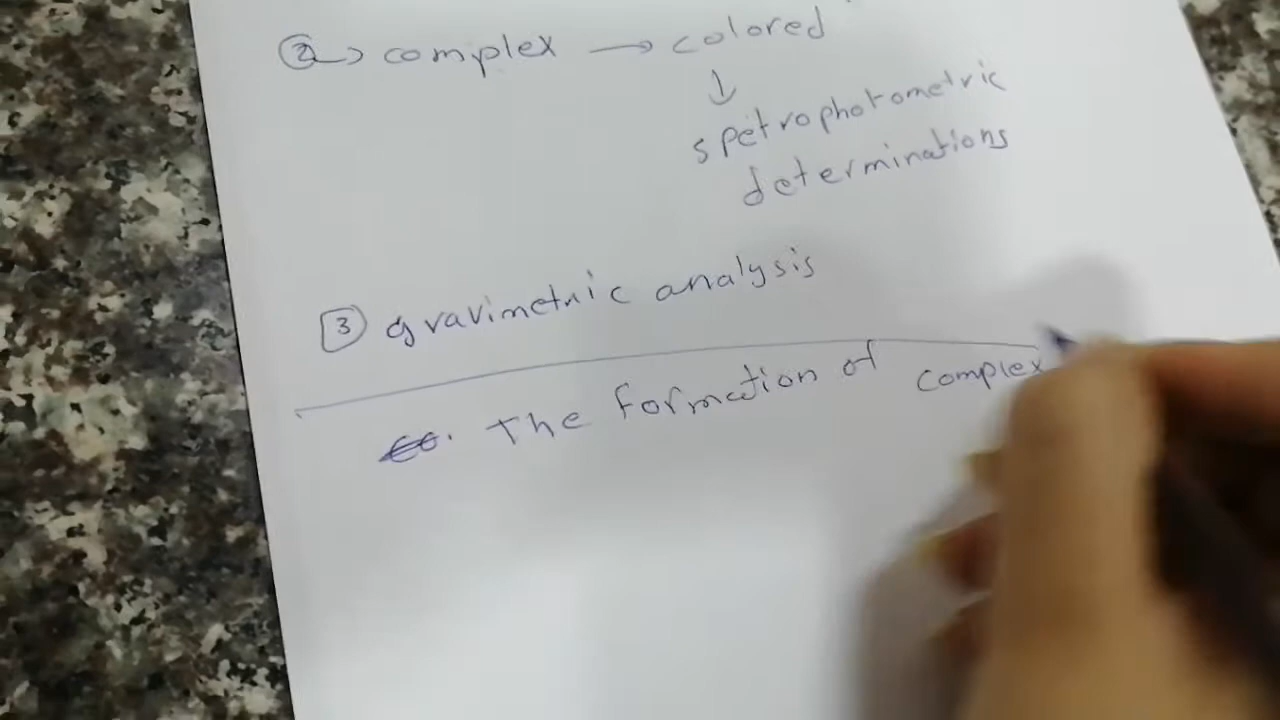 ② → complex → colored
↓
spetrophotometric
determinations
3 gravimetric analysis
The formation of complex